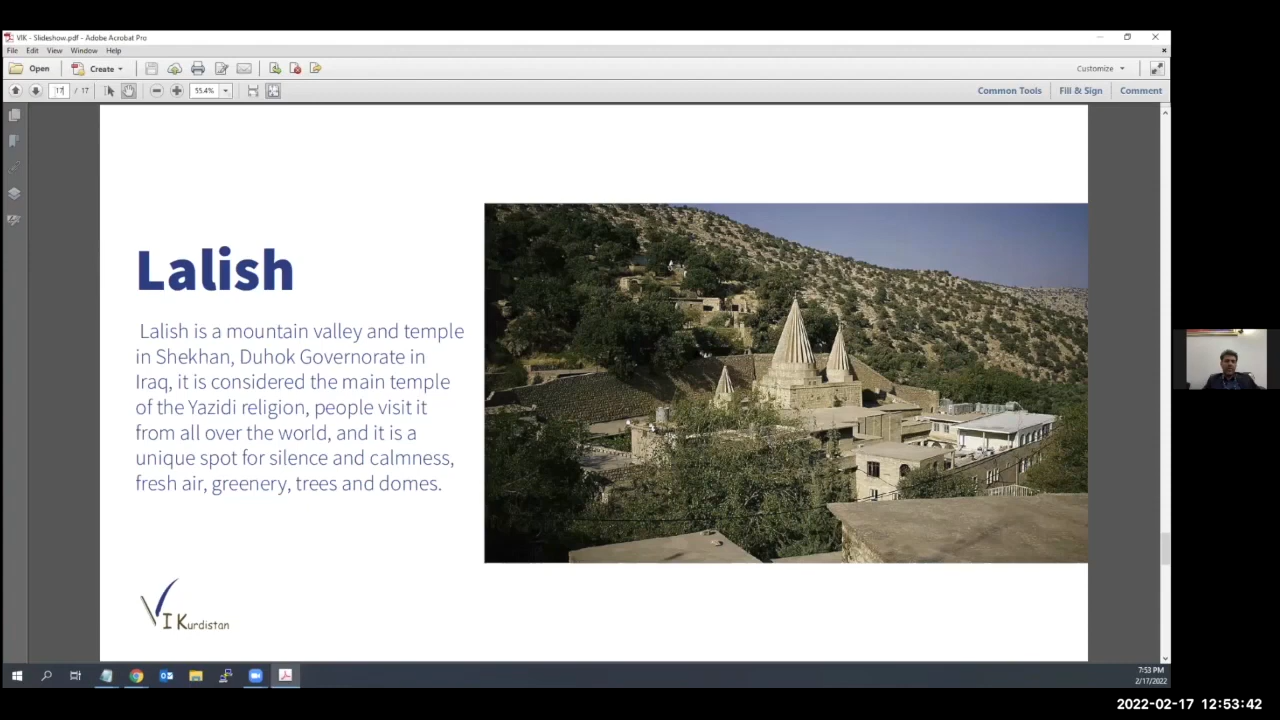 VIK - Slideshow.pdf - Adobe Acrobat Pro
File Edit View Window Help
Open Create Customize
17 / 17 55.4% Common Tools Fill & Sign Comment
Lalish
Lalish is a mountain valley and temple
in Shekhan, Duhok Governorate in
Iraq, it is considered the main temple
of the Yazidi religion, people visit it
from all over the world, and it is a
unique spot for silence and calmness,
fresh air, greenery, trees and domes.
VI Kurdistan
7:53 PM
2/17/2022
2022-02-17 12:53:42